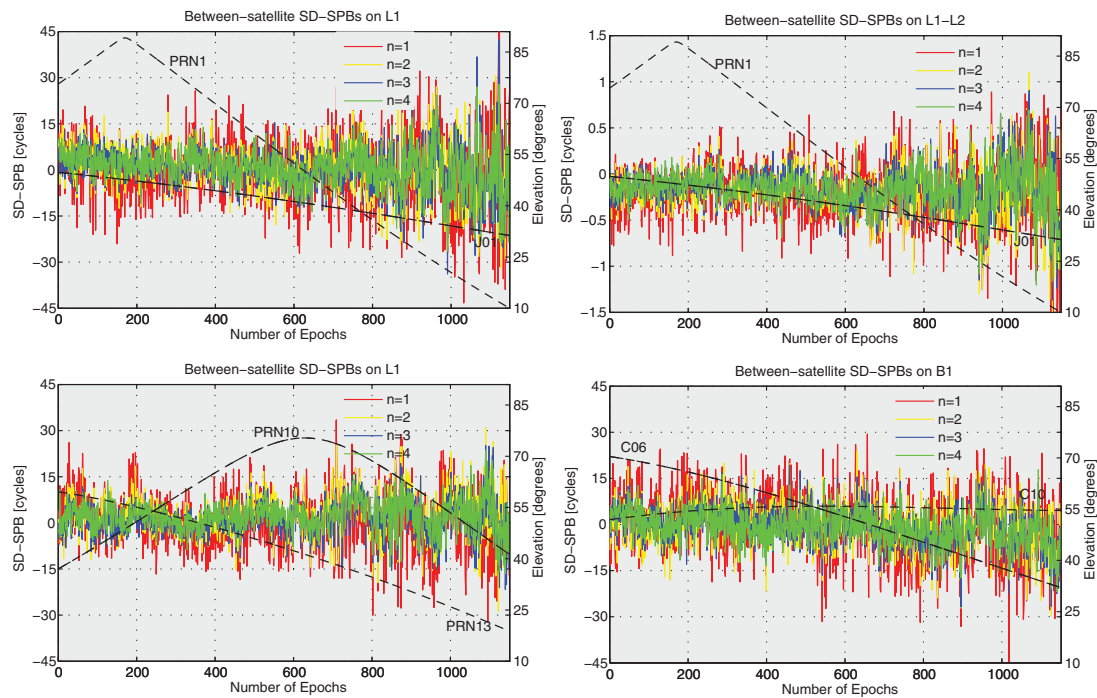 Between-satellite SD-SPBs on L1
45
30
15
0
-15
-30
-45
SD-SPB [cycles]
85
70
55
40
25
10
Elevation [degrees]
0
200
400
600
800
1000
Number of Epochs
PRN1
J01
n=1
n=2
n=3
n=4
Between-satellite SD-SPBs on L1-L2
1.5
1
0.5
0
-0.5
-1
-1.5
SD-SPB [cycles]
85
70
55
40
25
10
Elevation [degrees]
0
200
400
600
800
1000
Number of Epochs
PRN1
J01
n=1
n=2
n=3
n=4
Between-satellite SD-SPBs on L1
45
30
15
0
-15
-30
-45
SD-SPB [cycles]
85
70
55
40
25
10
Elevation [degrees]
0
200
400
600
800
1000
Number of Epochs
PRN10
PRN13
n=1
n=2
n=3
n=4
Between-satellite SD-SPBs on B1
45
30
15
0
-15
-30
-45
SD-SPB [cycles]
85
70
55
40
25
10
Elevation [degrees]
0
200
400
600
800
1000
Number of Epochs
C06
C10
n=1
n=2
n=3
n=4